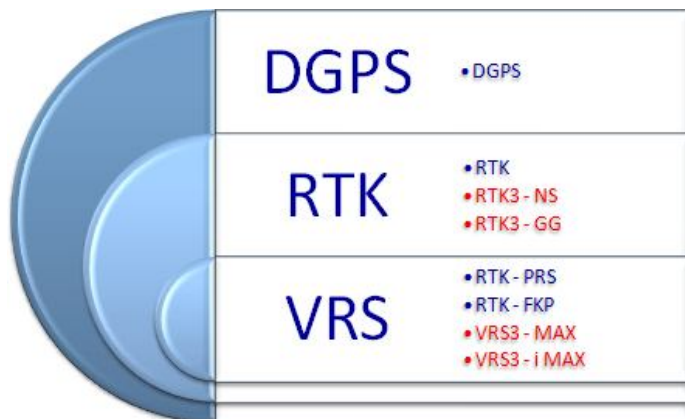 DGPS
• DGPS
RTK
• RTK
• RTK3 - NS
• RTK3 - GG
VRS
• RTK - PRS
• RTK - FKP
• VRS3 - MAX
• VRS3 - i MAX